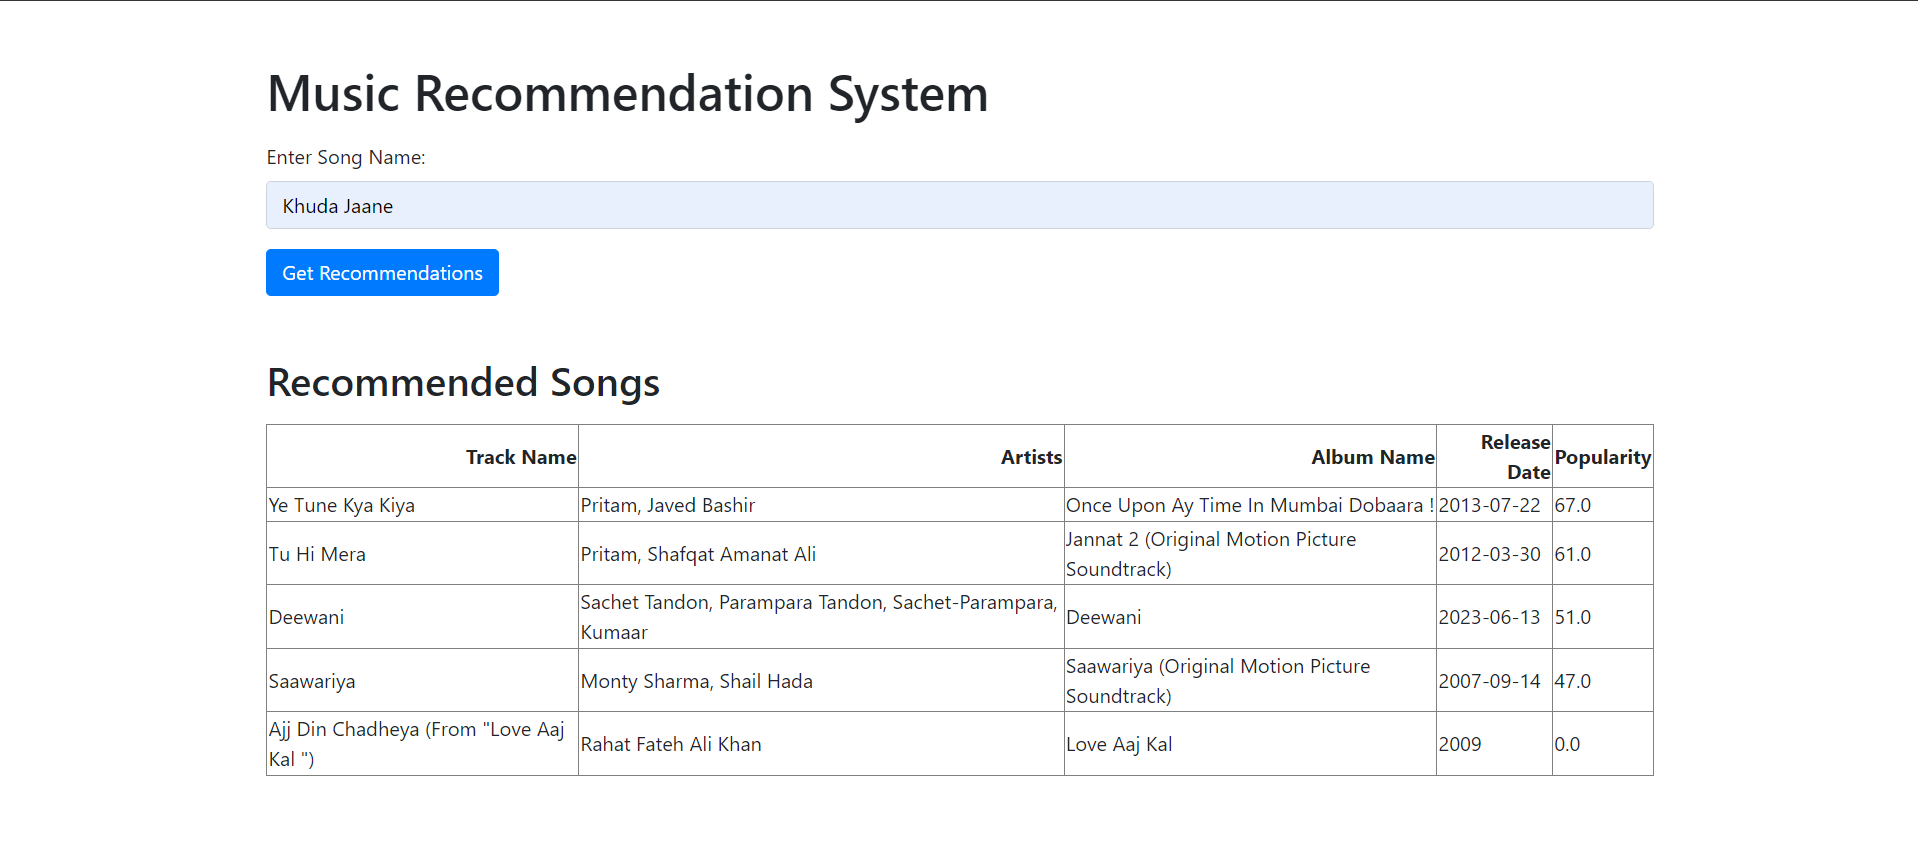 Music Recommendation System
Enter Song Name:
Khuda Jaane
Get Recommendations
Recommended Songs
Track Name Artists Album Name Release Date Popularity
Ye Tune Kya Kiya Pritam, Javed Bashir Once Upon Ay Time In Mumbai Dobaara ! 2013-07-22 67.0
Tu Hi Mera Pritam, Shafqat Amanat Ali Jannat 2 (Original Motion Picture Soundtrack) 2012-03-30 61.0
Deewani Sachet Tandon, Parampara Tandon, Sachet-Parampara, Kumaar Deewani 2023-06-13 51.0
Saawariya Monty Sharma, Shail Hada Saawariya (Original Motion Picture Soundtrack) 2007-09-14 47.0
Ajj Din Chadheya (From "Love Aaj Kal ") Rahat Fateh Ali Khan Love Aaj Kal 2009 0.0